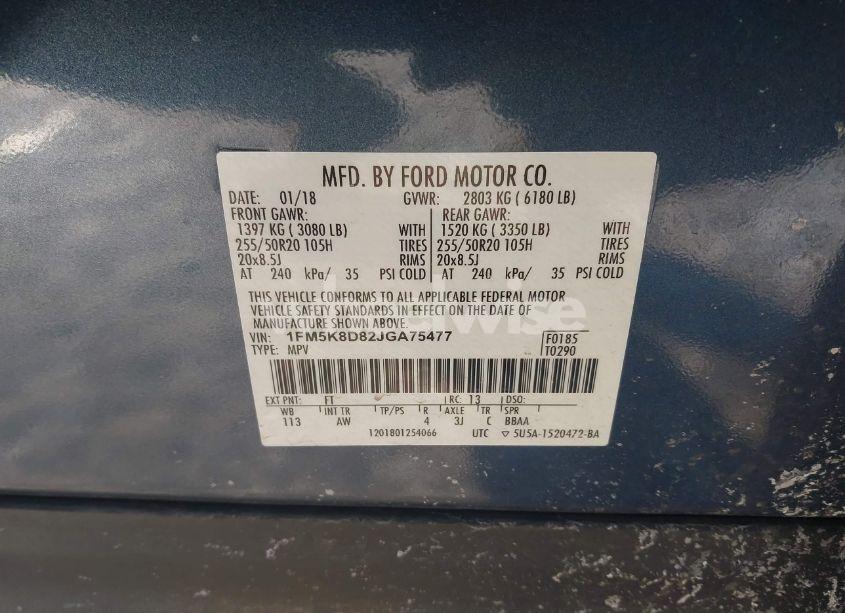 MFD. BY FORD MOTOR CO.
DATE: 01/18 GVWR: 2803 KG ( 6180 LB)
FRONT GAWR: REAR GAWR:
1397 KG ( 3080 LB) WITH 1520 KG ( 3350 LB) WITH
255/50R20 105H TIRES 255/50R20 105H TIRES
20x8.5J RIMS 20x8.5J RIMS
AT 240 kPa/ 35 PSI COLD AT 240 kPa/ 35 PSI COLD
THIS VEHICLE CONFORMS TO ALL APPLICABLE FEDERAL MOTOR
VEHICLE SAFETY STANDARDS IN EFFECT ON THE DATE OF
MANUFACTURE SHOWN ABOVE.
VIN: 1FM5K8D82JGA75477 F0185
TYPE: MPV T0290
EXT PNT: FT RC: 13 DSO:
WB INT TR TP/PS R AXLE TR SPR
113 AW 4 3J C BBAA
1201801254066 UTC ▽ 5U5A-1520472-BA